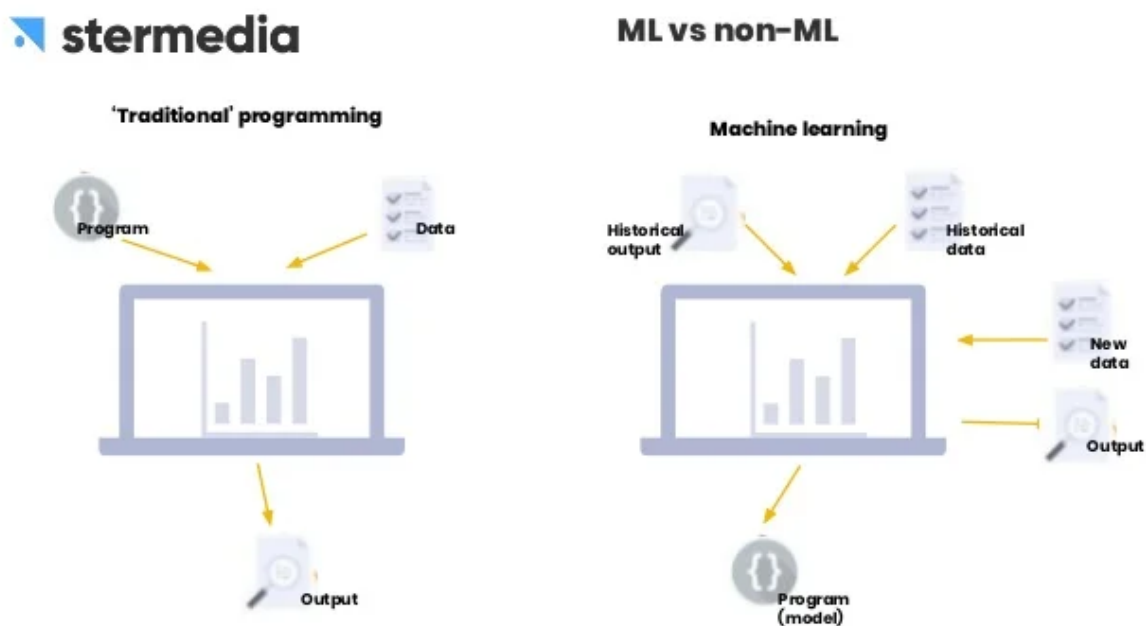 stermedia
ML vs non-ML
'Traditional' programming
Program
Data
Output
Machine learning
Historical
output
Historical
data
New
data
Output
Program
(model)